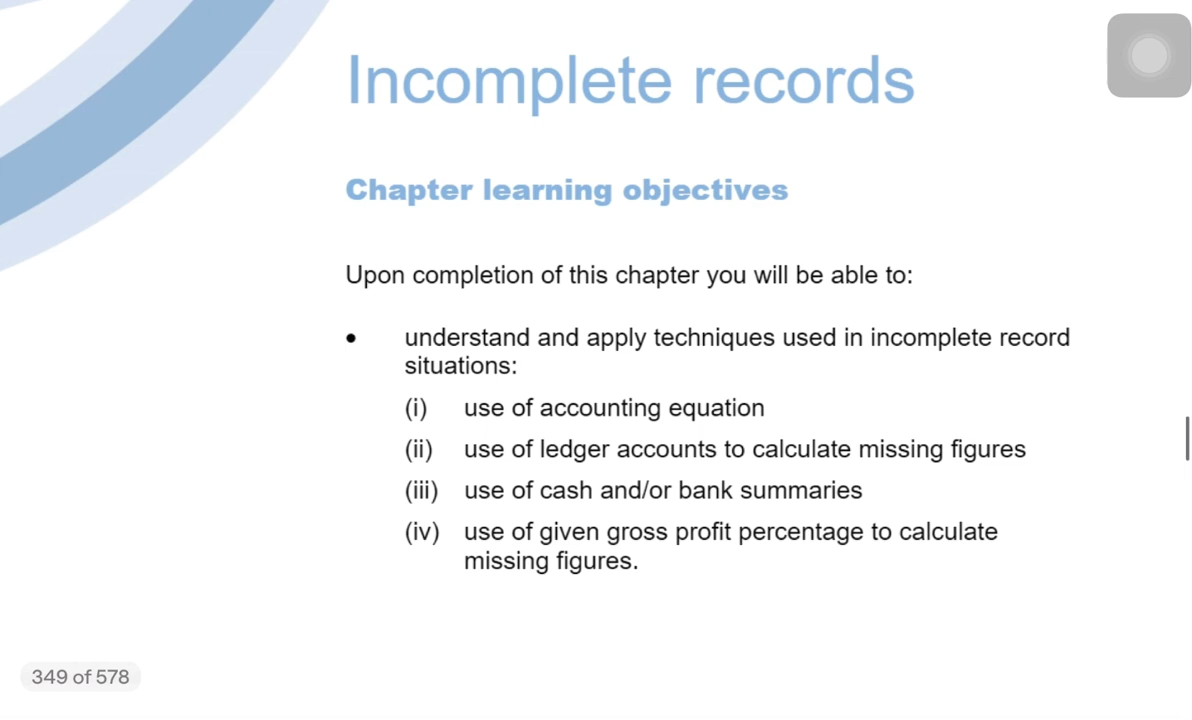 Incomplete records
Chapter learning objectives
Upon completion of this chapter you will be able to:
• understand and apply techniques used in incomplete record
situations:
(i) use of accounting equation
(ii) use of ledger accounts to calculate missing figures
(iii) use of cash and/or bank summaries
(iv) use of given gross profit percentage to calculate
missing figures.
349 of 578